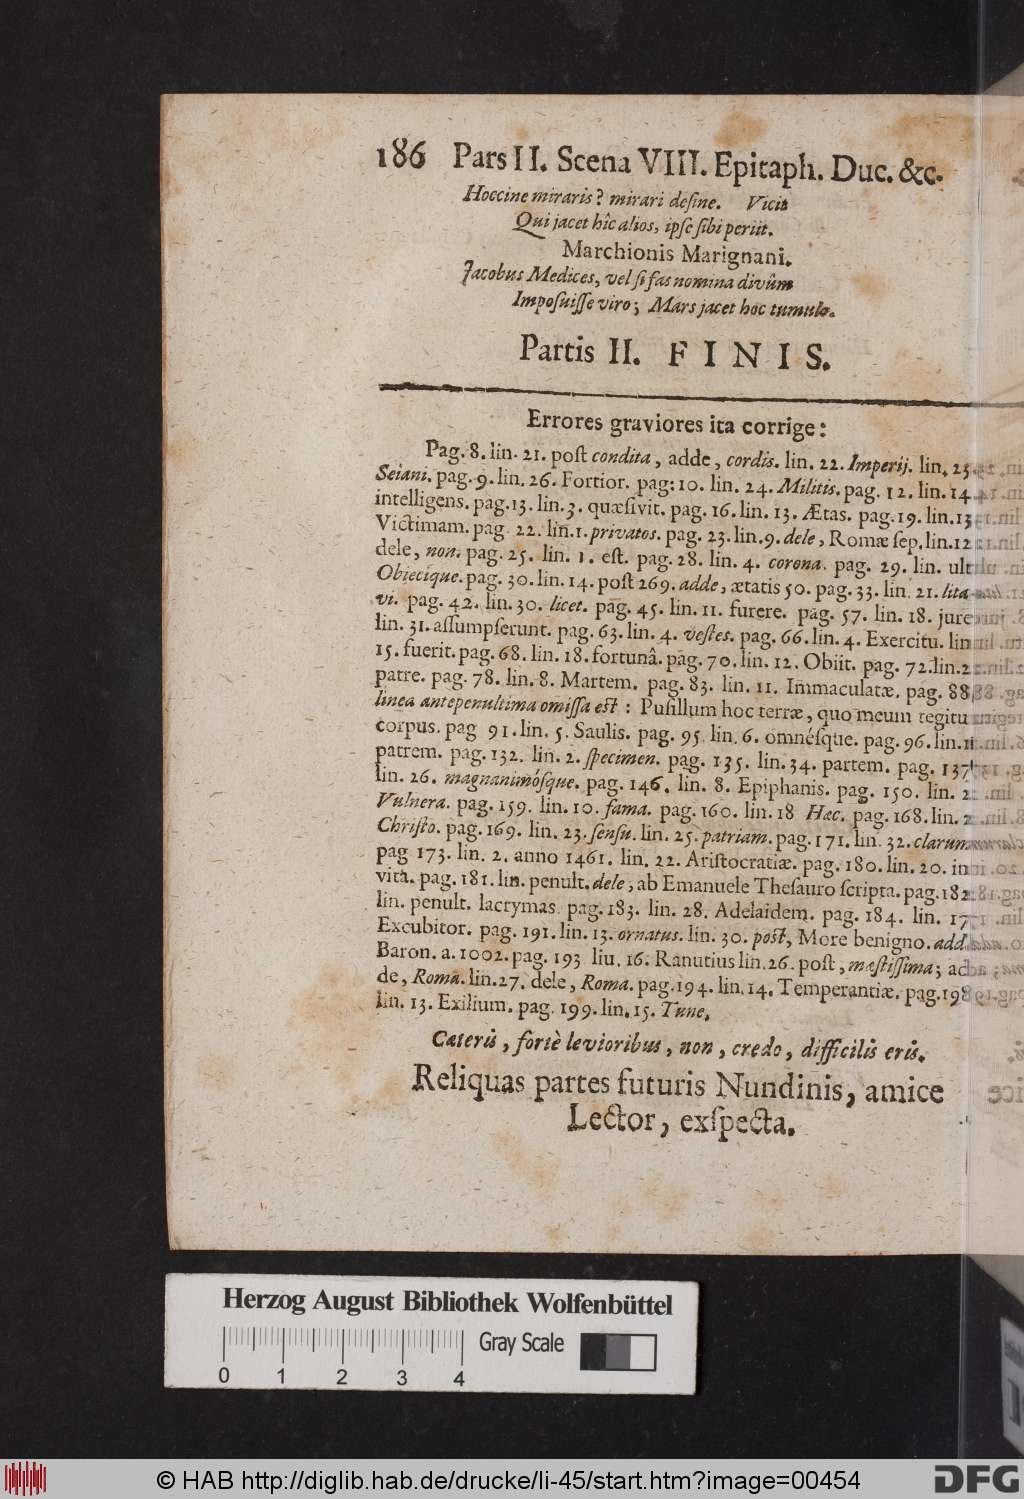 186 Pars II. Scena VIII. Epitaph. Duc. &c.
Hoccine miraris? mirari desine. Vicit
Qui jacet hîc alios, ipse sibi periit.
Marchionis Marignani.
Jacobus Medices, vel si fas nomina divûm
Imposuisse viro; Mars jacet hoc tumulo.
Partis II. FINIS.
Errores graviores ita corrige:
Pag. 8. lin. 21. post condita, adde, cordis. lin. 22. Imperij. lin. 25
Seiani. pag. 9. lin. 26. Fortior. pag: 10. lin. 24. Militis. pag. 12. lin. 14
intelligens. pag. 13. lin. 3. quæsivit. pag. 16. lin. 13. Ætas. pag. 19. lin. 13
Victimam. pag 22. lin. 1. privatos. pag. 23. lin. 9. dele, Romæ sep. lin. 12
dele, non. pag. 25. lin. 1. est. pag. 28. lin. 4. corona. pag. 29. lin. ult
Obiecique. pag. 30. lin. 14. post 269. adde, ætatis 50. pag. 33. lin. 21. lita
vi. pag. 42. lin. 30. licet. pag. 45. lin. 11. furere. pag. 57. lin. 18. jure
lin. 31. assumpserunt. pag. 63. lin. 4. vestes. pag. 66. lin. 4. Exercitu. lin
15. fuerit. pag. 68. lin. 18. fortunâ. pag. 70. lin. 12. Obiit. pag. 72. lin. 2
patre. pag. 78. lin. 8. Martem. pag. 83. lin. 11. Immaculatæ. pag. 88
linea antepenultima omissa est: Pusillum hoc terræ, quo meum tegitu
corpus. pag 91. lin. 5. Saulis. pag. 95. lin. 6. omnésque. pag. 96. lin. 11
patrem. pag. 132. lin. 2. specimen. pag. 135. lin. 34. partem. pag. 137
lin. 26. magnanimósque. pag. 146. lin. 8. Epiphanis. pag. 150. lin. 2
Vulnera. pag. 159. lin. 10. fama. pag. 160. lin. 18 Hæc. pag. 168. lin. 2
Christo. pag. 169. lin. 23. sensu. lin. 25. patriam. pag. 171. lin. 32. clarum
pag 173. lin. 2. anno 1461. lin. 22. Aristocratiæ. pag. 180. lin. 20. in
vita. pag. 181. lin. penult. dele, ab Emanuele Thesauro scripta. pag. 182
lin. penult. lacrymas. pag. 183. lin. 28. Adelaidem. pag. 184. lin. 17
Excubitor. pag. 191. lin. 13. ornatus. lin. 30. post, More benigno. add
Baron. a. 1002. pag. 193 liu. 16. Ranutius lin. 26. post, mæstissima; ad
de, Roma. lin. 27. dele, Roma. pag. 194. lin. 14. Temperantiæ. pag. 198
lin. 13. Exilium. pag. 199. lin. 15. Tune.
Cæteris, fortè levioribus, non, credo, difficilis eris.
Reliquas partes futuris Nundinis, amice
Lector, exspecta.
Herzog August Bibliothek Wolfenbüttel
Gray Scale
0 1 2 3 4
© HAB http://diglib.hab.de/drucke/li-45/start.htm?image=00454
DFG